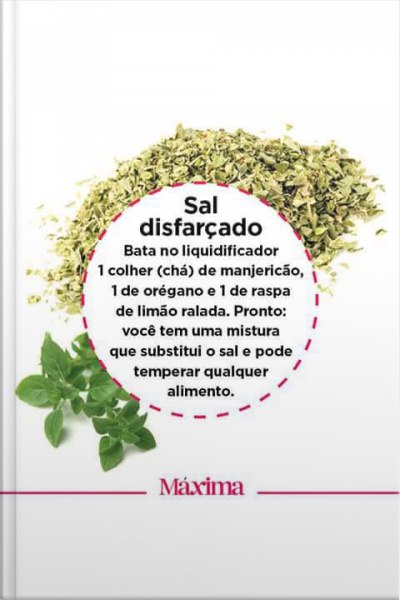 Sal
disfarçado
Bata no liquidificador
1 colher (chá) de manjericão,
1 de orégano e 1 de raspa
de limão ralada. Pronto:
você tem uma mistura
que substitui o sal e pode
temperar qualquer
alimento.
Máxima